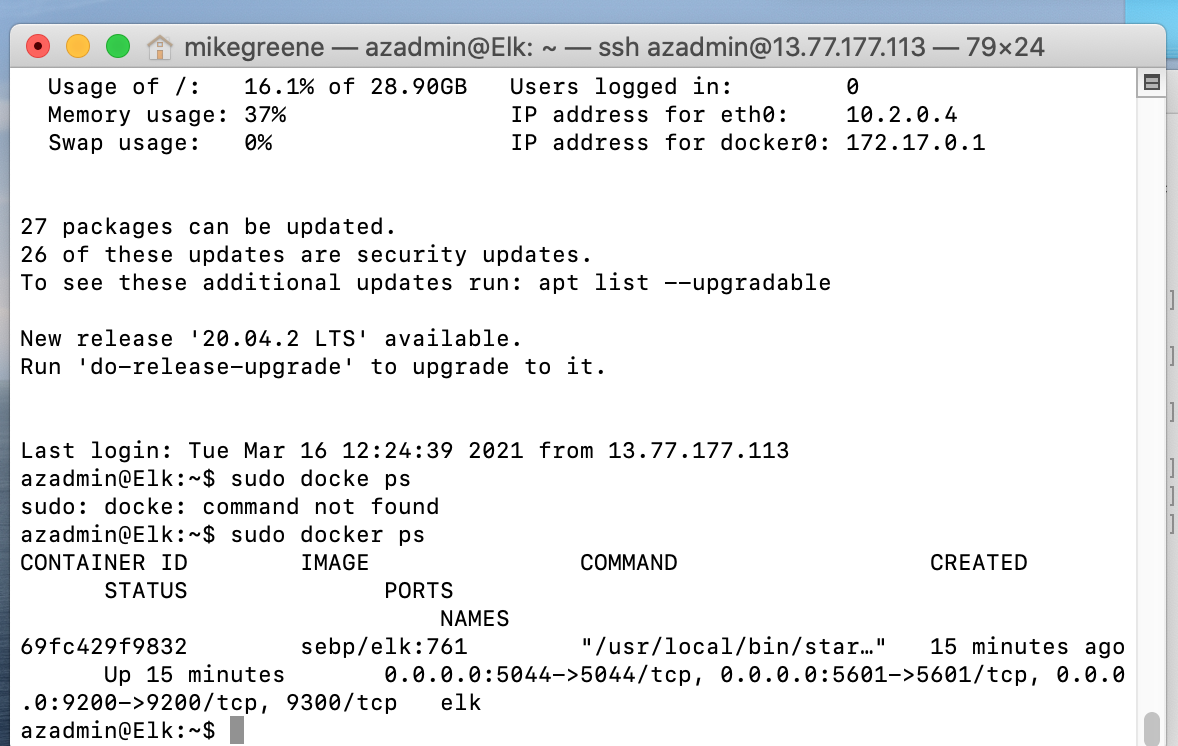 mikegreene — azadmin@Elk: ~ — ssh azadmin@13.77.177.113 — 79×24
  Usage of /:   16.1% of 28.90GB   Users logged in:        0
  Memory usage: 37%                IP address for eth0:    10.2.0.4
  Swap usage:   0%                 IP address for docker0: 172.17.0.1
27 packages can be updated.
26 of these updates are security updates.
To see these additional updates run: apt list --upgradable
New release '20.04.2 LTS' available.
Run 'do-release-upgrade' to upgrade to it.
Last login: Tue Mar 16 12:24:39 2021 from 13.77.177.113
azadmin@Elk:~$ sudo docke ps
sudo: docke: command not found
azadmin@Elk:~$ sudo docker ps
CONTAINER ID        IMAGE               COMMAND                  CREATED
      STATUS              PORTS
                              NAMES
69fc429f9832        sebp/elk:761        "/usr/local/bin/star…"   15 minutes ago
      Up 15 minutes       0.0.0.0:5044->5044/tcp, 0.0.0.0:5601->5601/tcp, 0.0.0
.0:9200->9200/tcp, 9300/tcp   elk
azadmin@Elk:~$